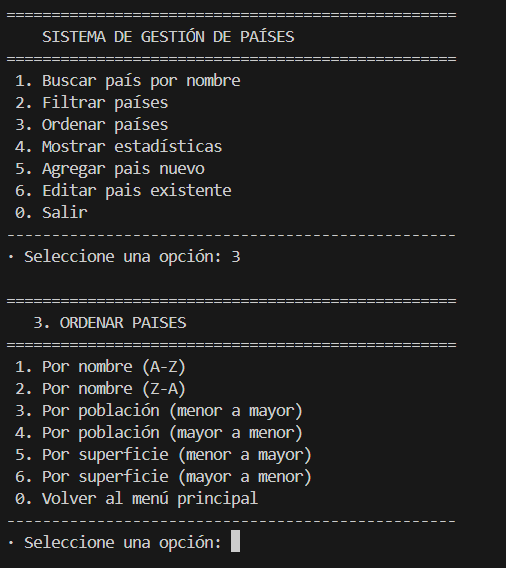 ==================================================
SISTEMA DE GESTIÓN DE PAÍSES
==================================================
1. Buscar país por nombre
2. Filtrar países
3. Ordenar países
4. Mostrar estadísticas
5. Agregar pais nuevo
6. Editar pais existente
0. Salir
--------------------------------------------------
· Seleccione una opción: 3
==================================================
3. ORDENAR PAISES
==================================================
1. Por nombre (A-Z)
2. Por nombre (Z-A)
3. Por población (menor a mayor)
4. Por población (mayor a menor)
5. Por superficie (menor a mayor)
6. Por superficie (mayor a menor)
0. Volver al menú principal
--------------------------------------------------
· Seleccione una opción: